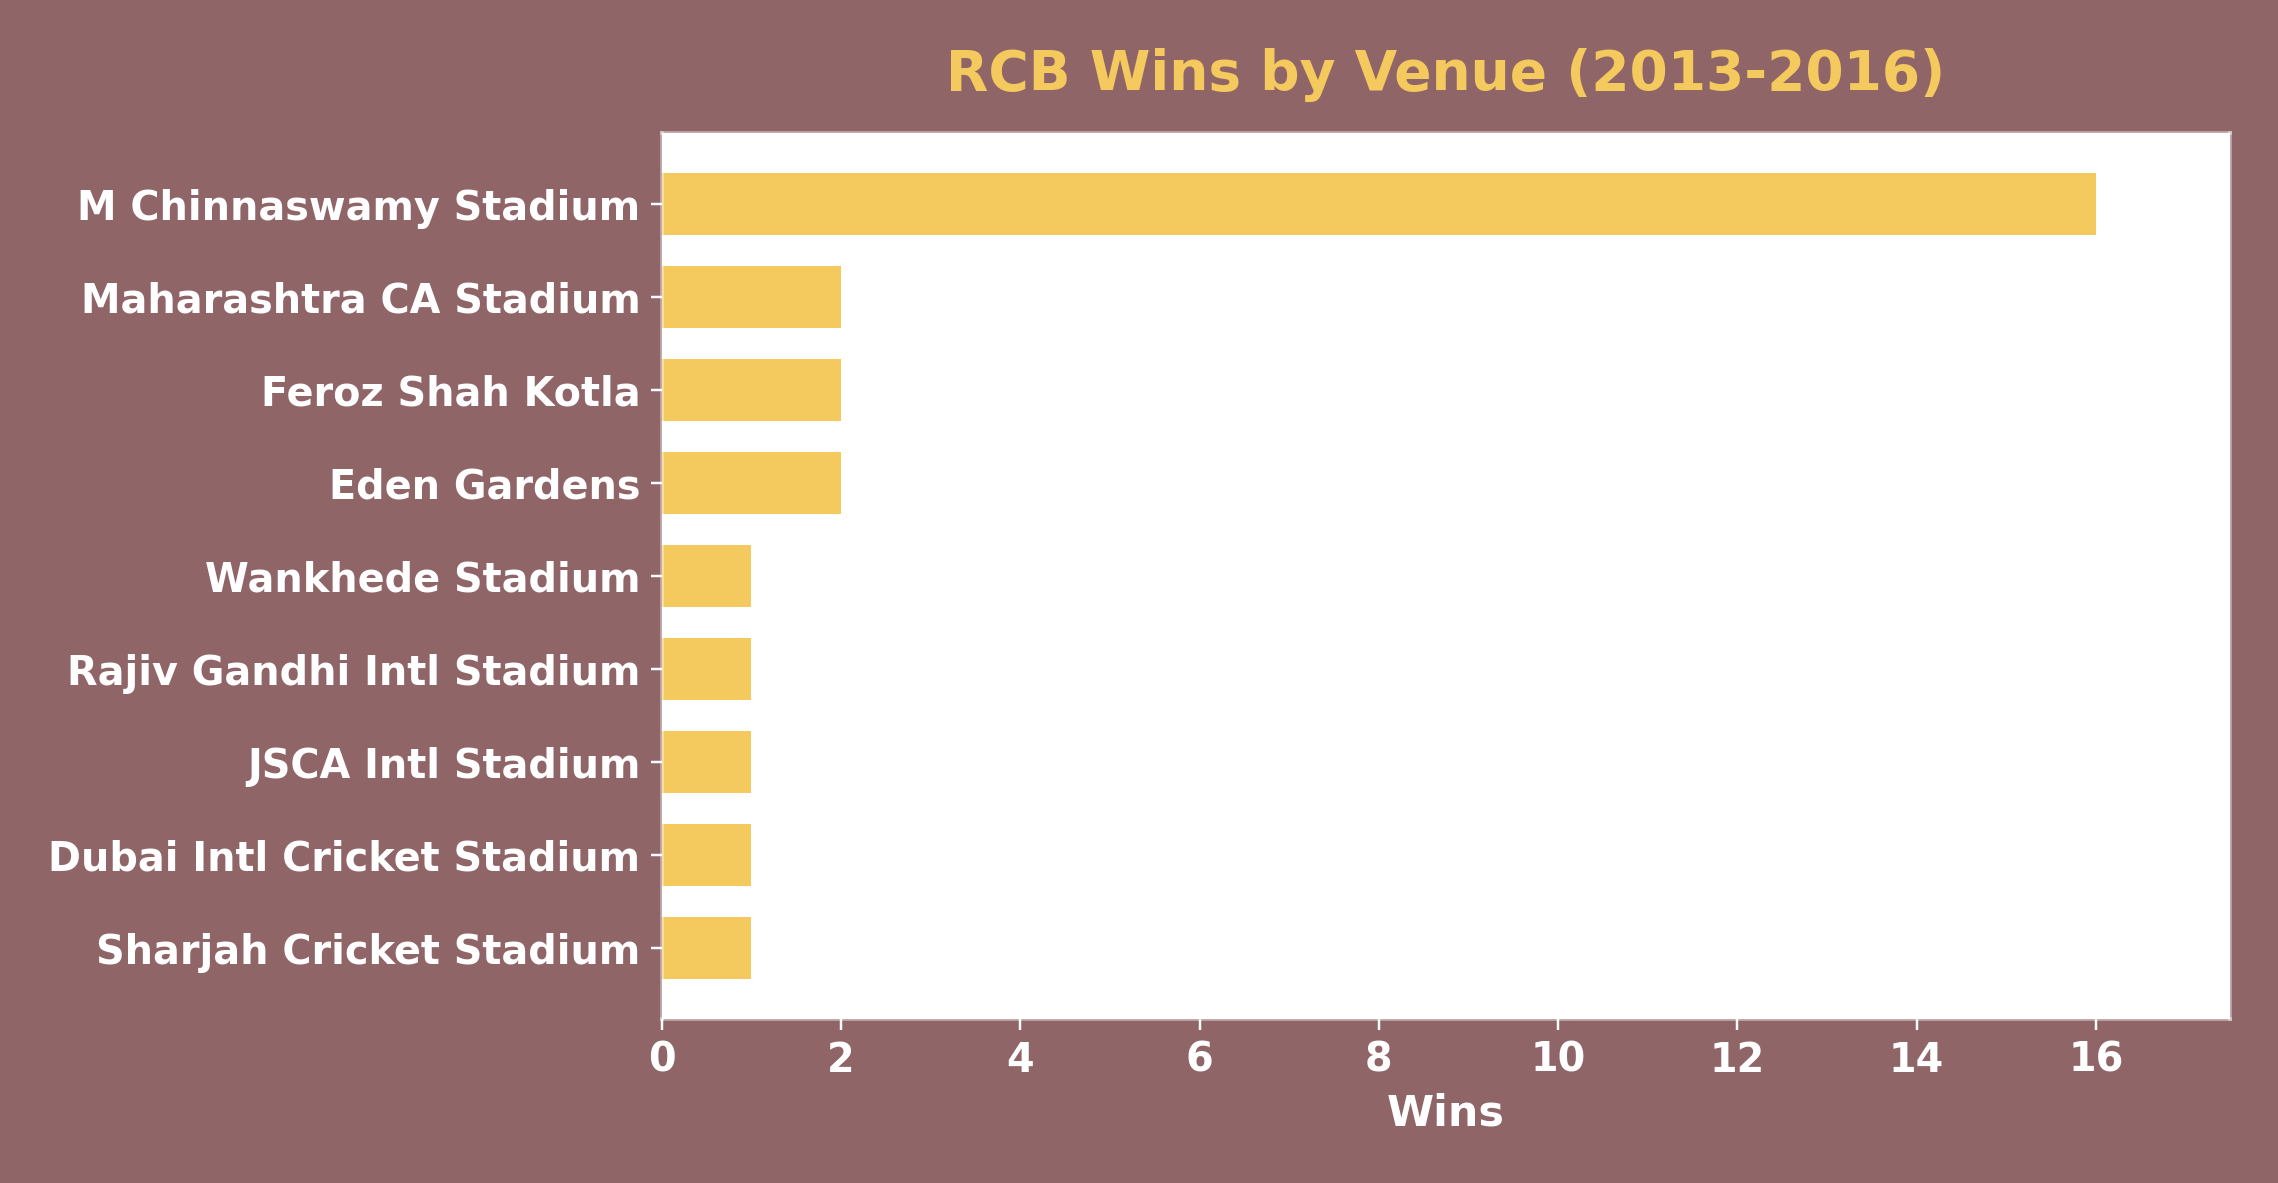 RCB Wins by Venue (2013-2016)
M Chinnaswamy Stadium
Maharashtra CA Stadium
Feroz Shah Kotla
Eden Gardens
Wankhede Stadium
Rajiv Gandhi Intl Stadium
JSCA Intl Stadium
Dubai Intl Cricket Stadium
Sharjah Cricket Stadium
0 2 4 6 8 10 12 14 16
Wins